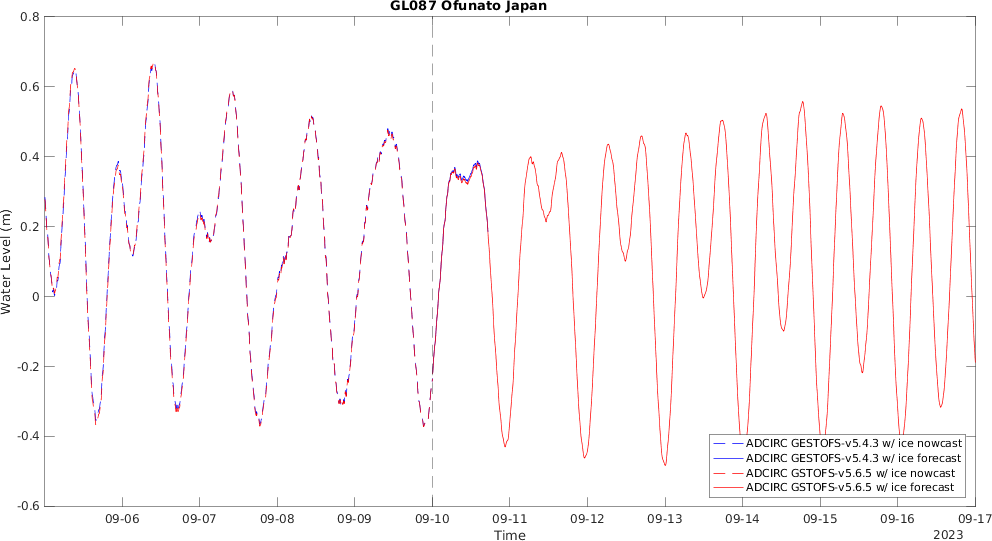 GL087 Ofunato Japan
0.8
0.6
0.4
0.2
0
-0.2
-0.4
-0.6
Water Level (m)
ADCIRC GESTOFS-v5.4.3 w/ ice nowcast
ADCIRC GESTOFS-v5.4.3 w/ ice forecast
ADCIRC GSTOFS-v5.6.5 w/ ice nowcast
ADCIRC GSTOFS-v5.6.5 w/ ice forecast
09-06 09-07 09-08 09-09 09-10 09-11 09-12 09-13 09-14 09-15 09-16 09-17
Time
2023